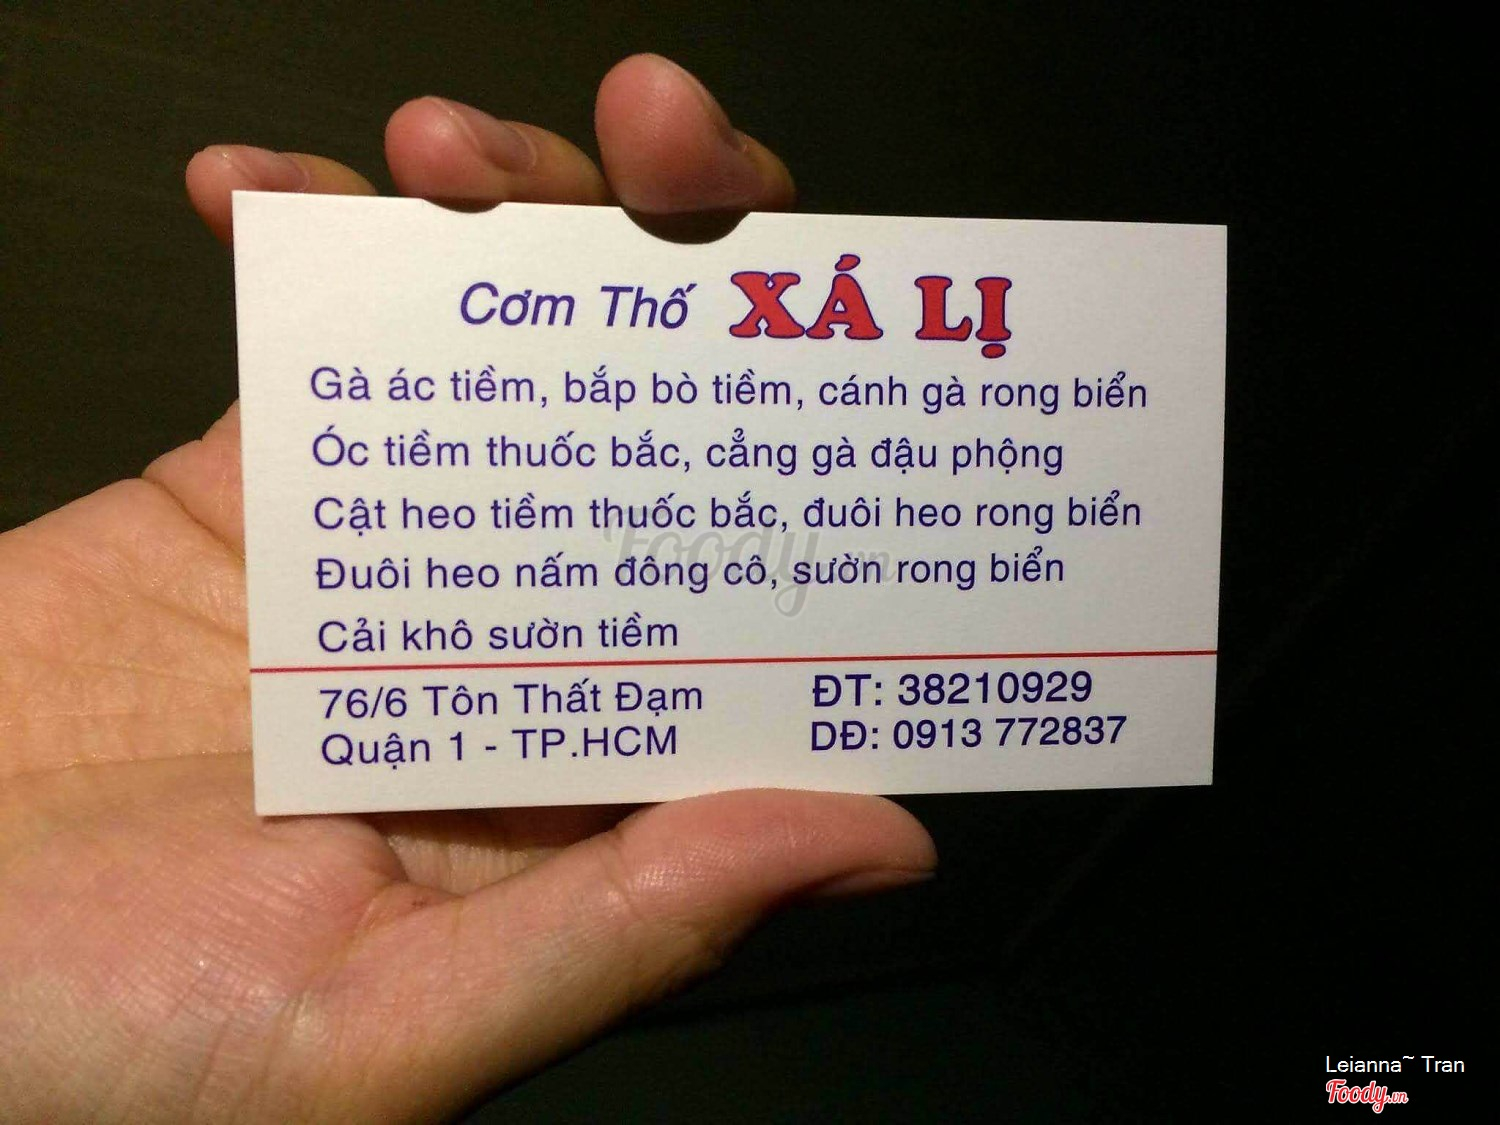 Cơm Thố XÁ LỊ
Gà ác tiềm, bắp bò tiềm, cánh gà rong biển
Óc tiềm thuốc bắc, cẳng gà đậu phộng
Cật heo tiềm thuốc bắc, đuôi heo rong biển
Đuôi heo nấm đông cô, sườn rong biển
Cải khô sườn tiềm
76/6 Tôn Thất Đạm
Quận 1 - TP.HCM
ĐT: 38210929
DĐ: 0913 772837
Foody.vn
Leianna~ Tran
Foody.vn